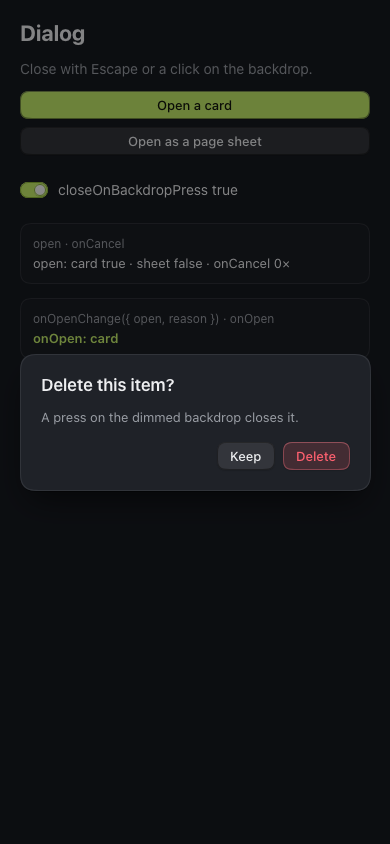 Dialog
Close with Escape or a click on the backdrop.
Open a card
Open as a page sheet
closeOnBackdropPress true
open · onCancel
open: card true · sheet false · onCancel 0×
onOpenChange({ open, reason }) · onOpen
onOpen: card
Delete this item?
A press on the dimmed backdrop closes it.
Keep
Delete